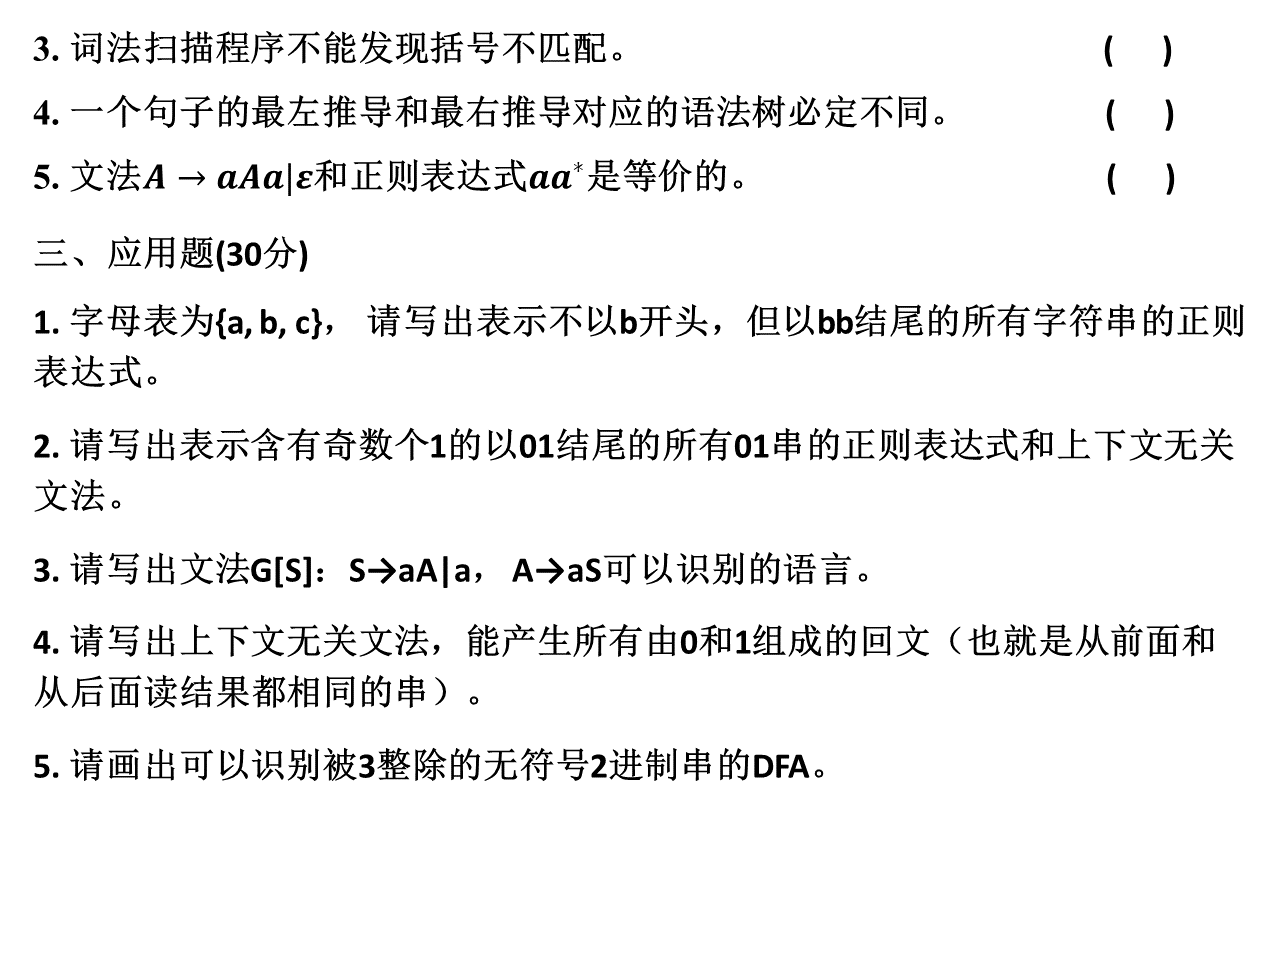 3. 词法扫描程序不能发现括号不匹配。 ( )
4. 一个句子的最左推导和最右推导对应的语法树必定不同。 ( )
5. 文法A → aAa|ε和正则表达式aa*是等价的。 ( )
三、应用题(30分)
1. 字母表为{a, b, c}， 请写出表示不以b开头，但以bb结尾的所有字符串的正则
表达式。
2. 请写出表示含有奇数个1的以01结尾的所有01串的正则表达式和上下文无关
文法。
3. 请写出文法G[S]：S→aA|a， A→aS可以识别的语言。
4. 请写出上下文无关文法，能产生所有由0和1组成的回文（也就是从前面和
从后面读结果都相同的串）。
5. 请画出可以识别被3整除的无符号2进制串的DFA。